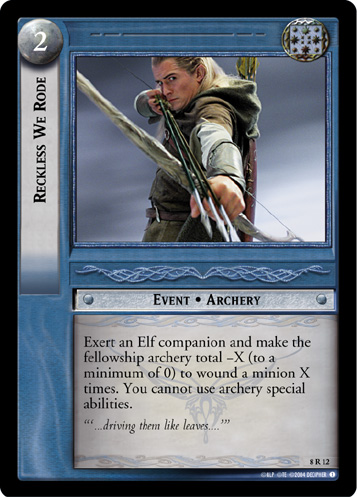 2
RECKLESS WE RODE
EVENT • ARCHERY
Exert an Elf companion and make the
fellowship archery total –X (to a
minimum of 0) to wound a minion X
times. You cannot use archery special
abilities.
“‘...driving them like leaves....’”
8 R 12
©NLP ™TE ©2004 DECIPHER